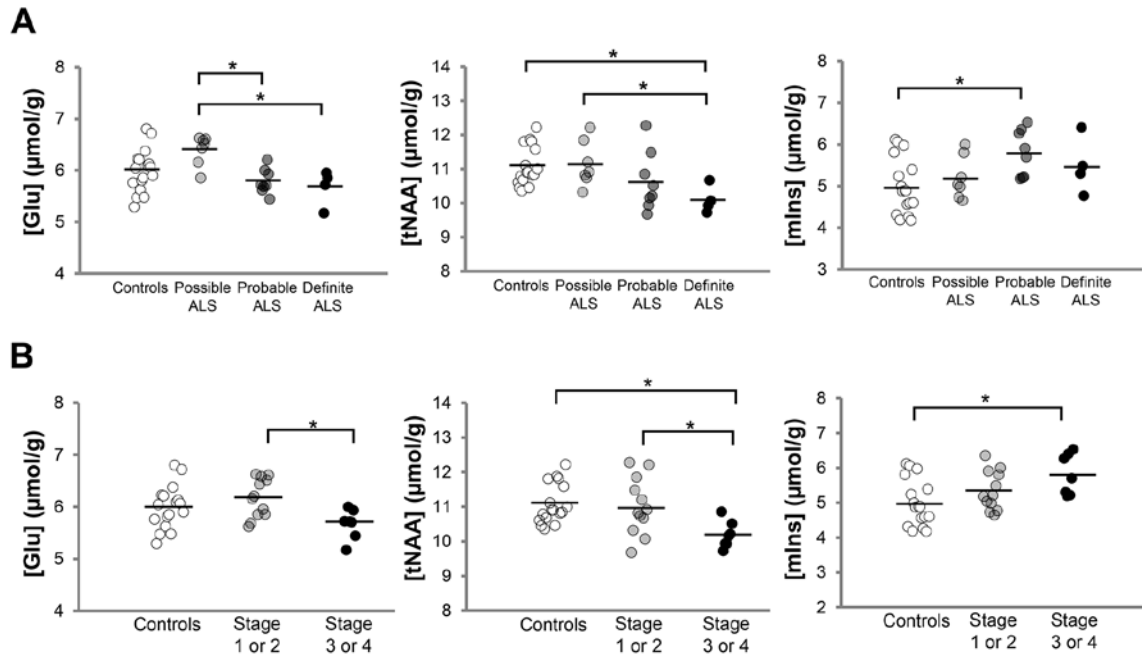 A
[Glu] (μmol/g)
8
7
6
5
4
*
*
Controls Possible Probable Definite
ALS ALS ALS
[tNAA] (μmol/g)
14
13
12
11
10
9
8
*
*
Controls Possible Probable Definite
ALS ALS ALS
[mIns] (μmol/g)
8
7
6
5
4
3
*
Controls Possible Probable Definite
ALS ALS ALS
B
[Glu] (μmol/g)
8
7
6
5
4
*
Controls Stage Stage
1 or 2 3 or 4
[tNAA] (μmol/g)
14
13
12
11
10
9
8
*
*
Controls Stage Stage
1 or 2 3 or 4
[mIns] (μmol/g)
8
7
6
5
4
2
*
Controls Stage Stage
1 or 2 3 or 4